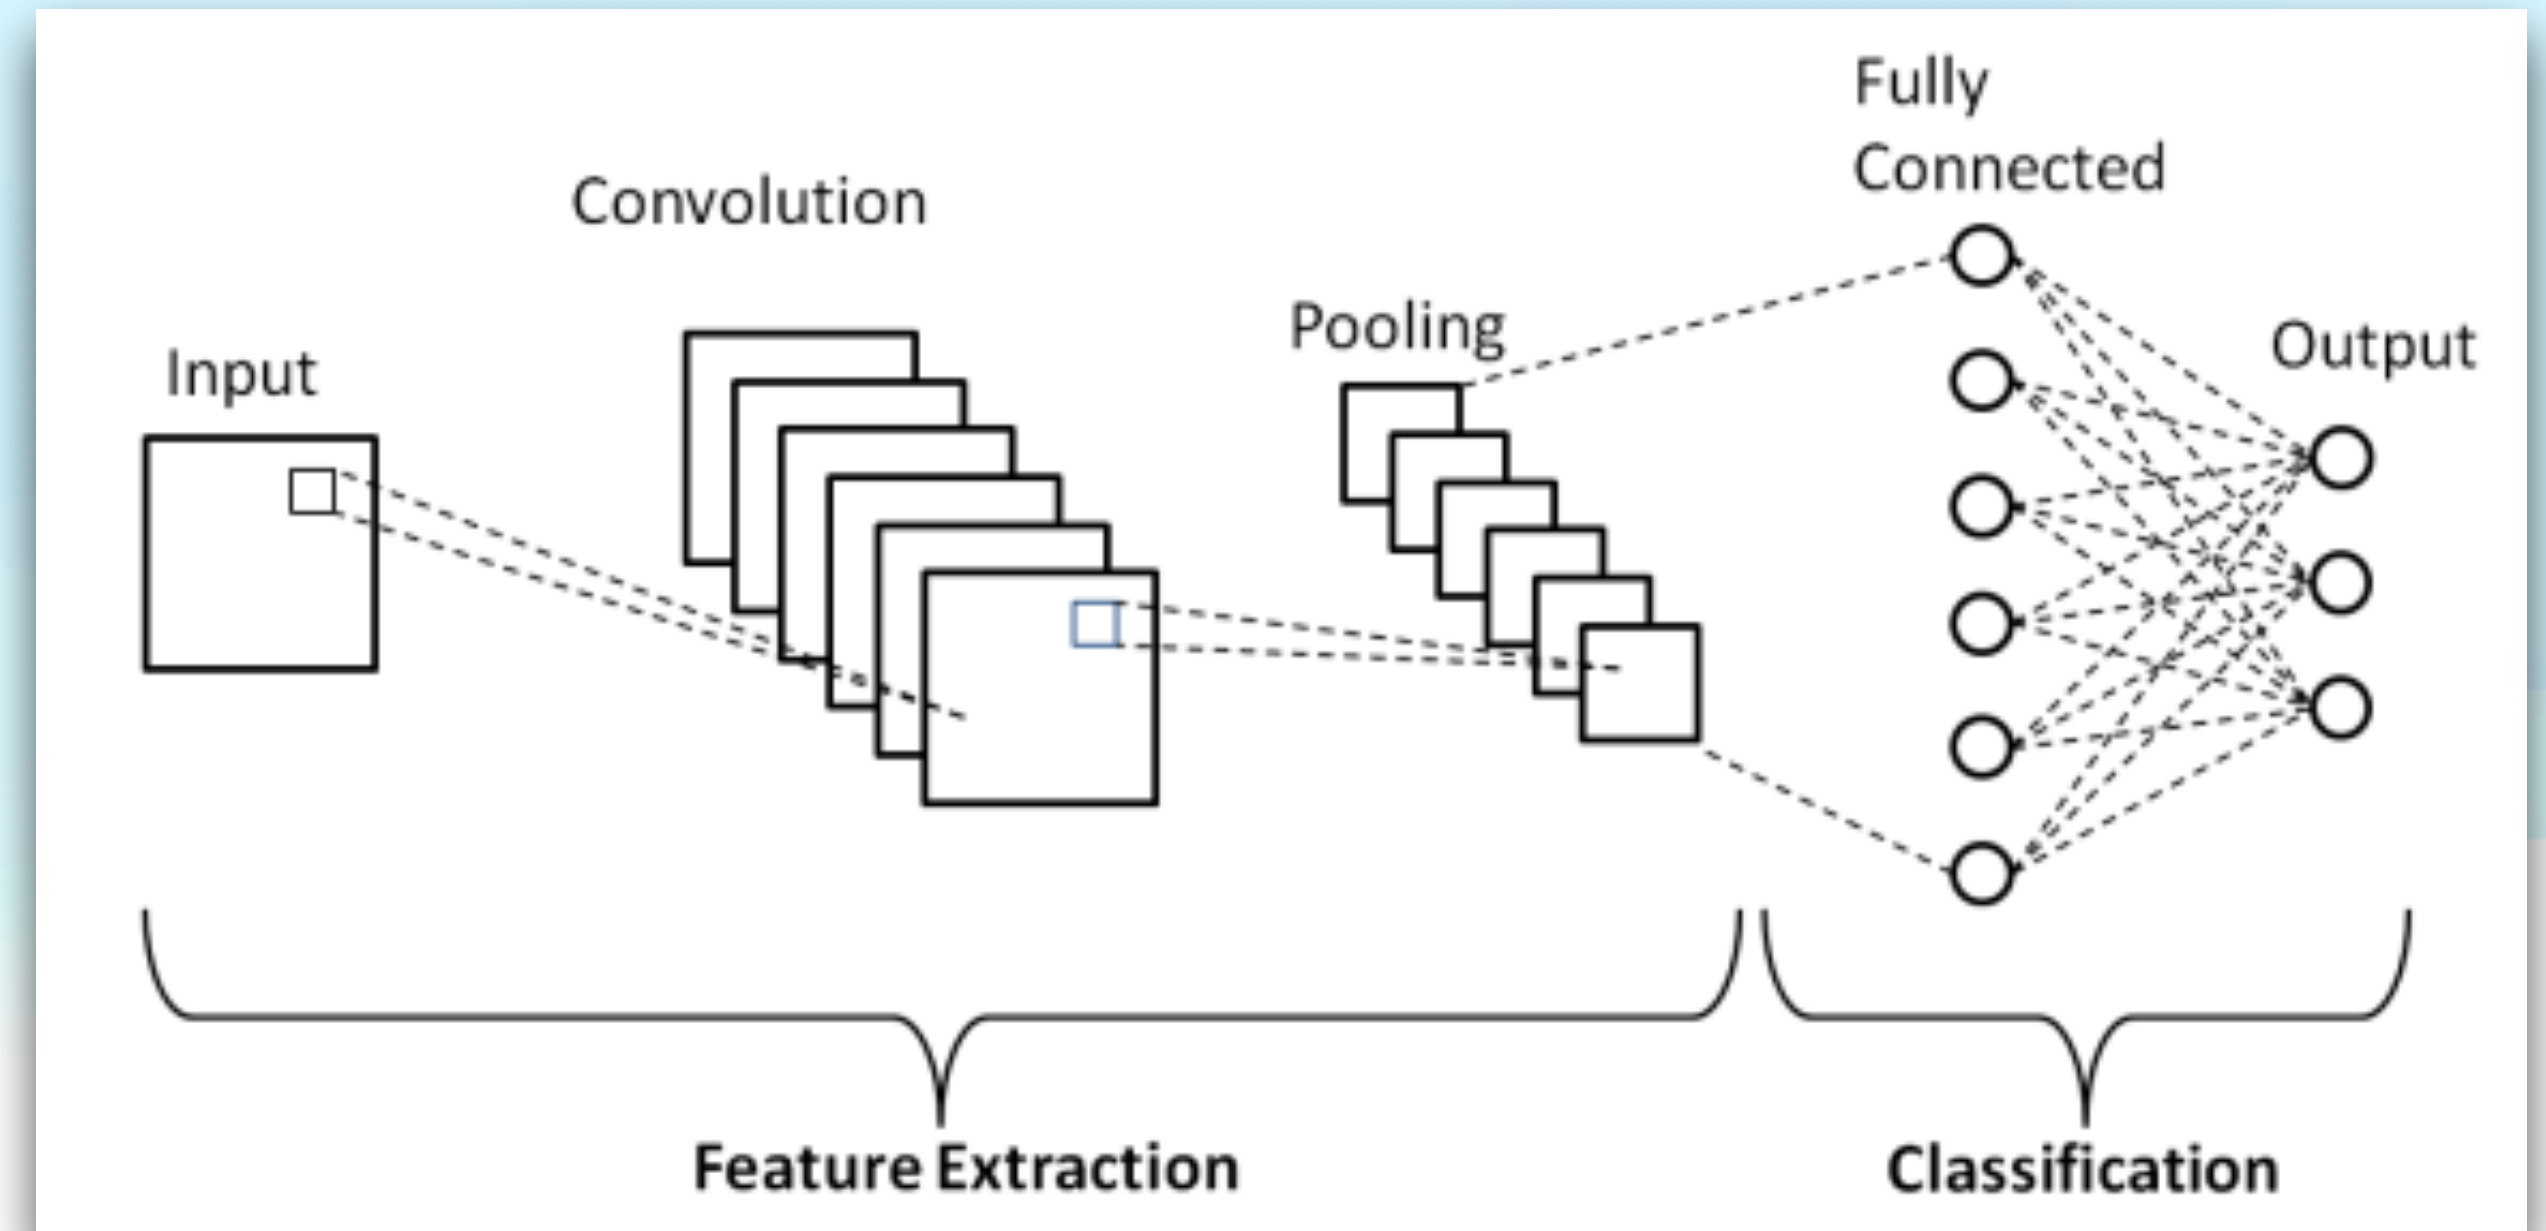 Fully
Connected
Convolution
Pooling
Output
Input
Feature Extraction
Classification